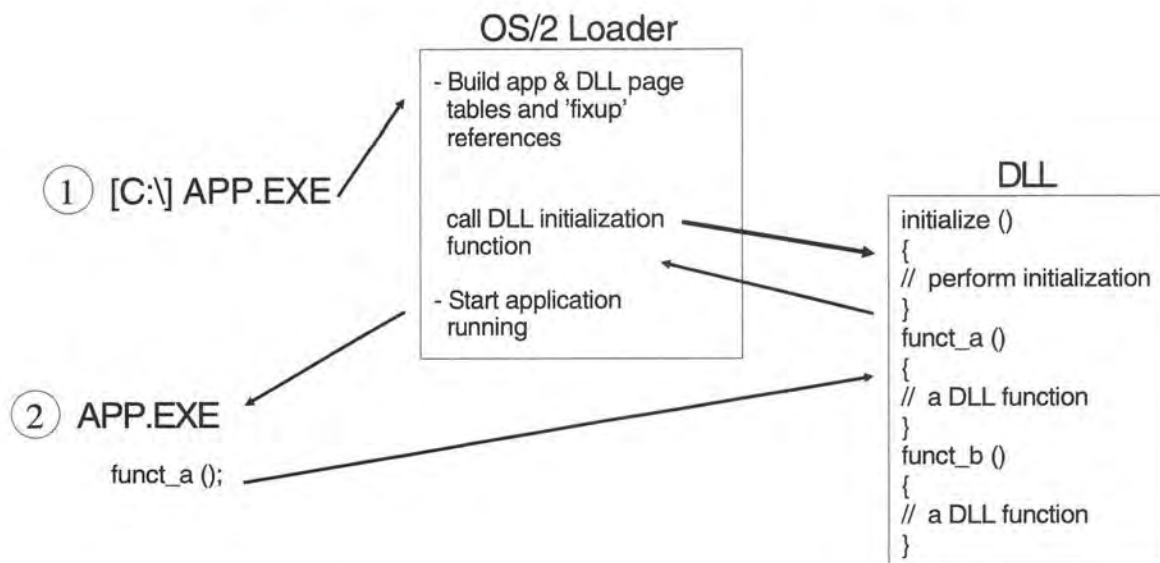 OS/2 Loader
- Build app & DLL page
tables and 'fixup'
references
1 [C:\] APP.EXE
call DLL initialization
function
- Start application
running
2 APP.EXE
funct_a ();
DLL
initialize ()
{
// perform initialization
}
funct_a ()
{
// a DLL function
}
funct_b ()
{
// a DLL function
}